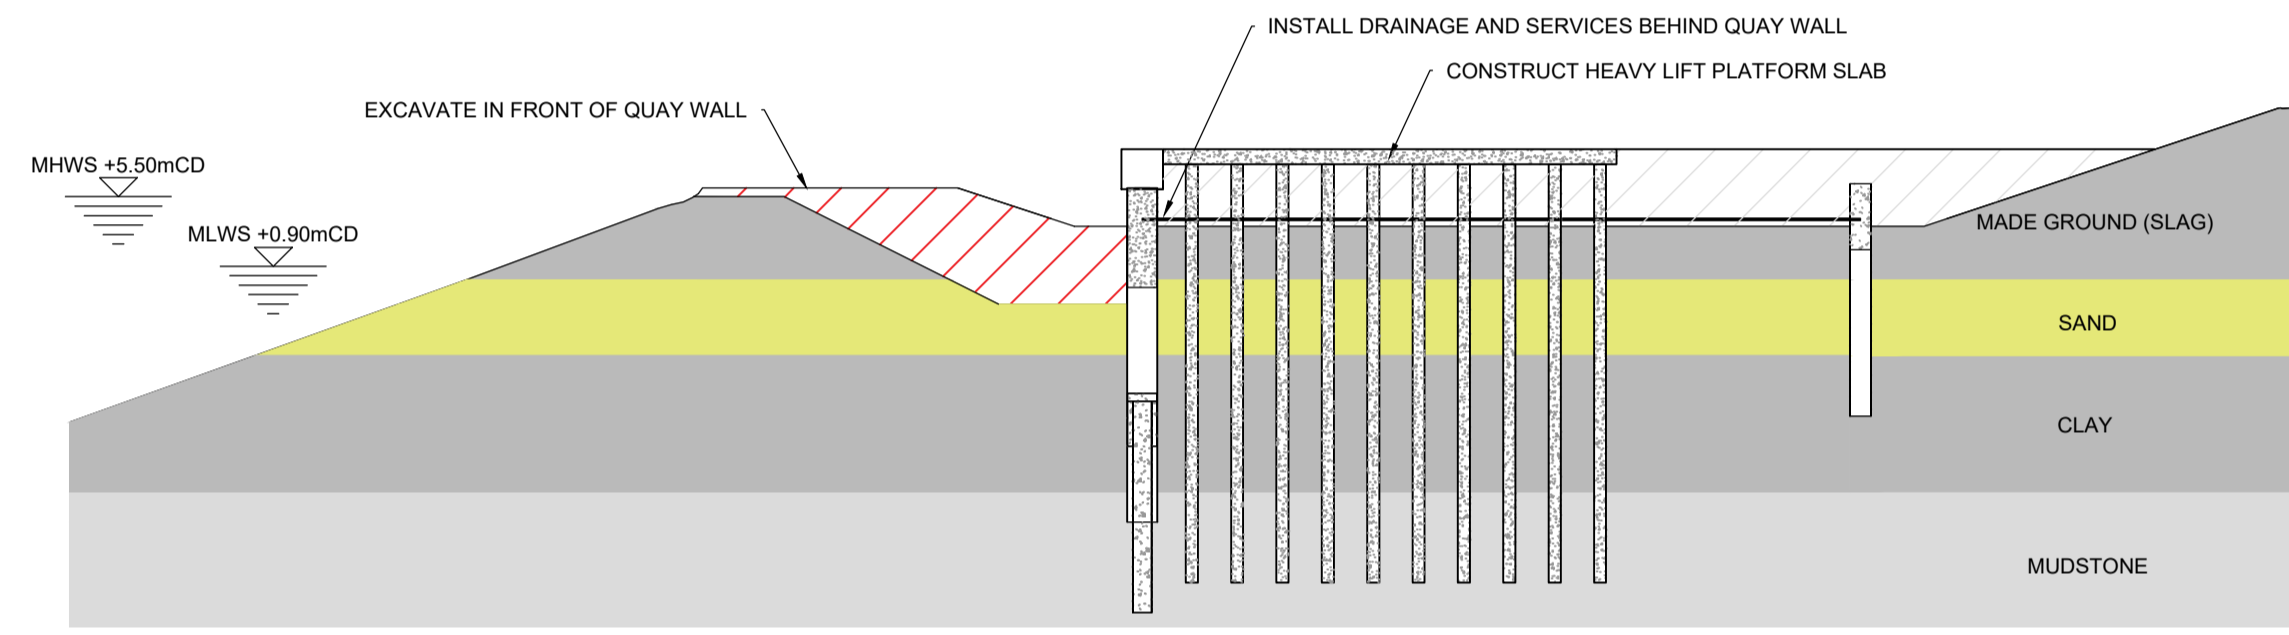 INSTALL DRAINAGE AND SERVICES BEHIND QUAY WALL
CONSTRUCT HEAVY LIFT PLATFORM SLAB
EXCAVATE IN FRONT OF QUAY WALL
MHWS +5.50mCD
MLWS +0.90mCD
MADE GROUND (SLAG)
SAND
CLAY
MUDSTONE